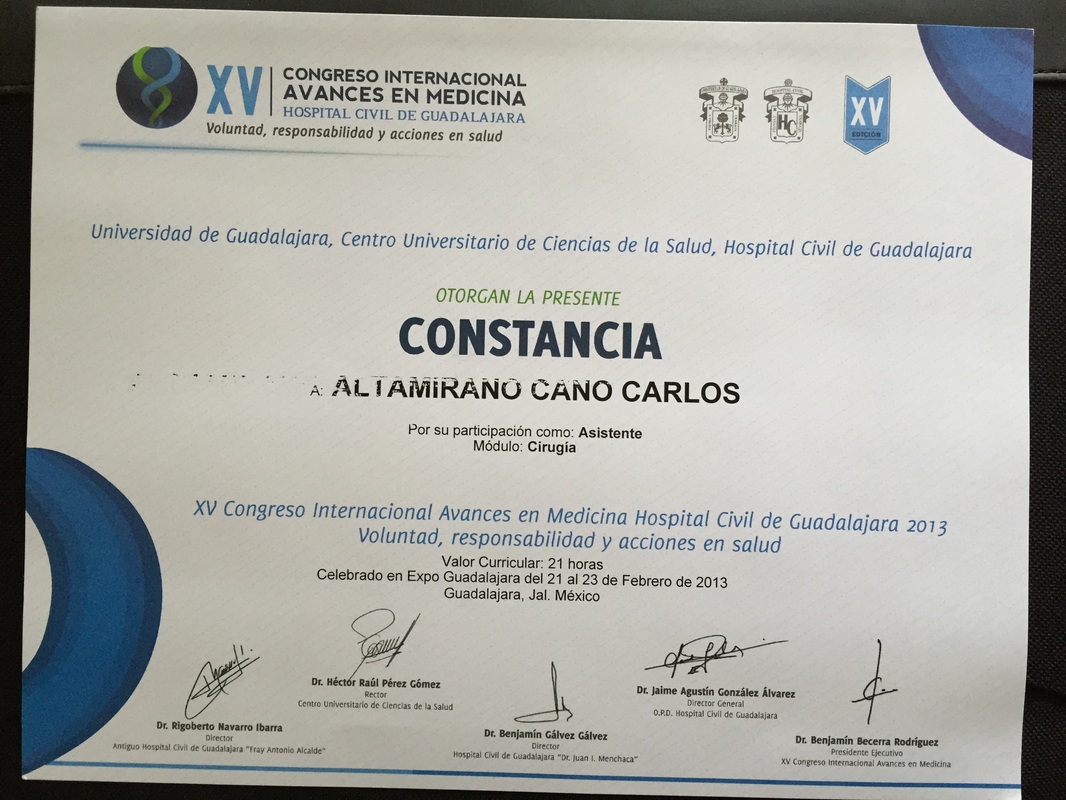 XV
CONGRESO INTERNACIONAL
AVANCES EN MEDICINA
HOSPITAL CIVIL DE GUADALAJARA
Voluntad, responsabilidad y acciones en salud
HC
XV
EDICIÓN
Universidad de Guadalajara, Centro Universitario de Ciencias de la Salud, Hospital Civil de Guadalajara
OTORGAN LA PRESENTE
CONSTANCIA
A: ALTAMIRANO CANO CARLOS
Por su participación como: Asistente
Módulo: Cirugía
XV Congreso Internacional Avances en Medicina Hospital Civil de Guadalajara 2013
Voluntad, responsabilidad y acciones en salud
Valor Curricular: 21 horas
Celebrado en Expo Guadalajara del 21 al 23 de Febrero de 2013
Guadalajara, Jal. México
Dr. Rigoberto Navarro Ibarra
Director
Antiguo Hospital Civil de Guadalajara "Fray Antonio Alcalde"
Dr. Héctór Raúl Pérez Gómez
Rector
Centro Universitario de Ciencias de la Salud
Dr. Benjamín Gálvez Gálvez
Director
Hospital Civil de Guadalajara "Dr. Juan I. Menchaca"
Dr. Jaime Agustín González Álvarez
Director General
O.P.D. Hospital Civil de Guadalajara
Dr. Benjamín Becerra Rodríguez
Presidente Ejecutivo
XV Congreso Internacional Avances en Medicina